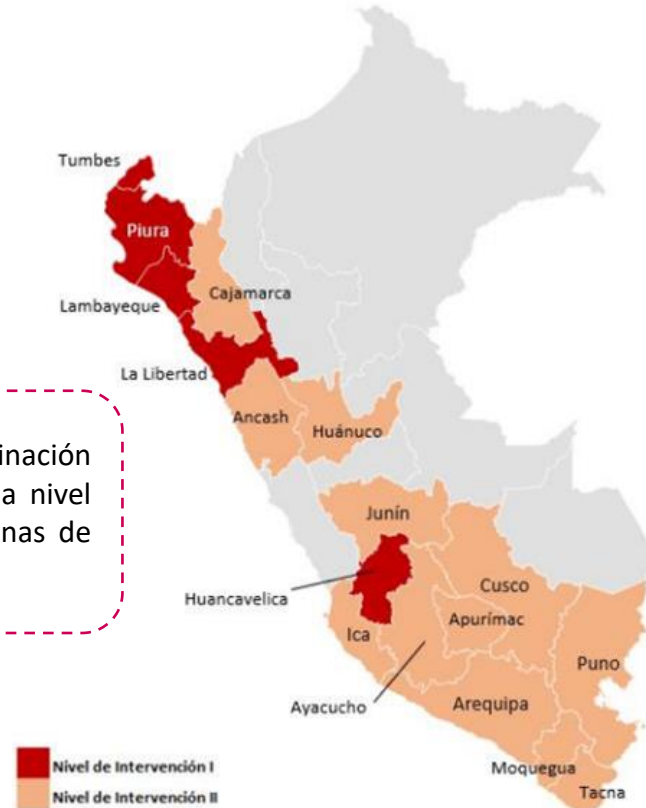 Tumbes
Piura
Cajamarca
Lambayeque
La Libertad
Ancash
Huánuco
inación
a nivel
nas de
Junín
Huancavelica
Cusco
Apurímac
Ica
Puno
Ayacucho
Arequipa
Nivel de Intervención I
Moquegua
Nivel de Intervención II
Tacna